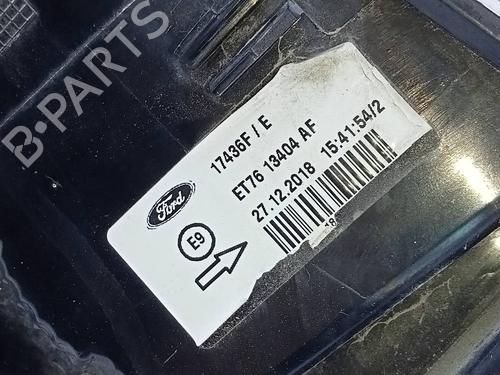 B-PARTS
17436F / E
Ford
ET76 13404 AF
27.12.2018 15:41:54/2
E9